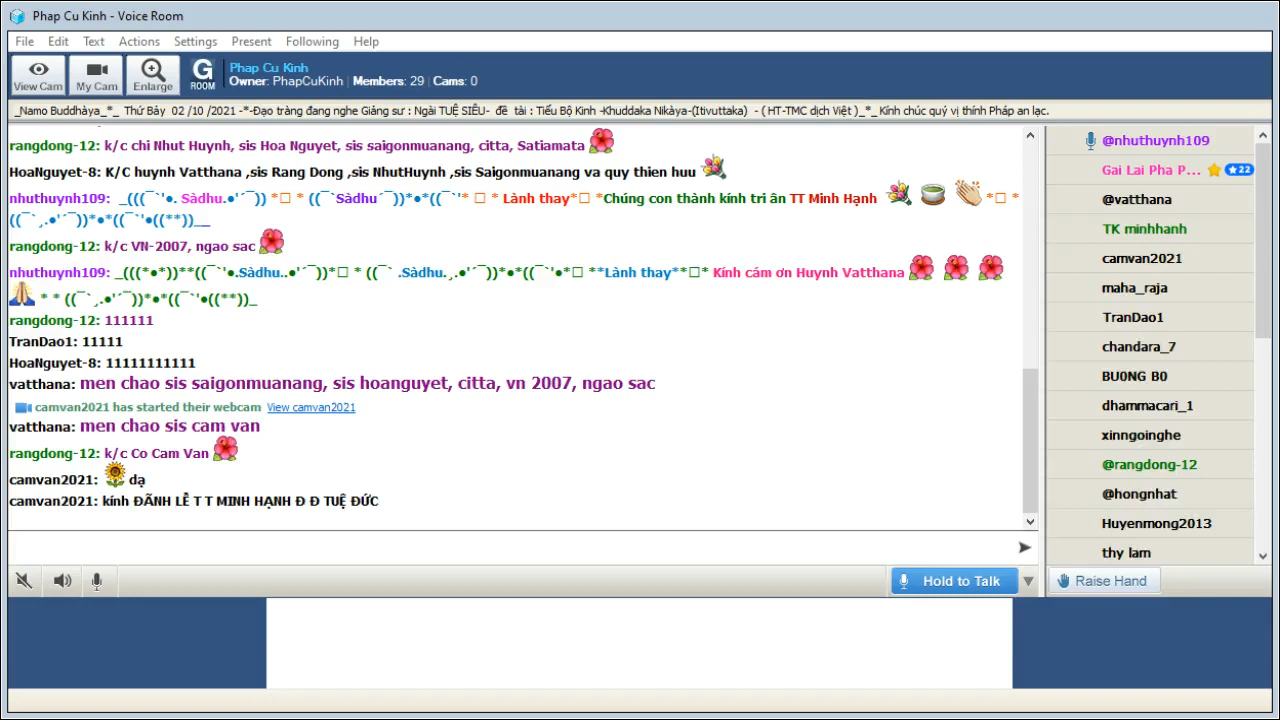 Phap Cu Kinh - Voice Room
File Edit Text Actions Settings Present Following Help
View Cam My Cam Enlarge G ROOM
Phap Cu Kinh
Owner: PhapCuKinh | Members: 29 | Cams: 0
_Namo Buddhàya_*_ Thứ Bảy 02 /10 /2021 -*-Đạo tràng đang nghe Giảng sư : Ngài TUỆ SIÊU- đề tài : Tiểu Bộ Kinh -Khuddaka Nikàya-(Itivuttaka) - ( HT-TMC dịch Việt )_*_ Kính chúc quý vị thính Pháp an lạc.
rangdong-12: k/c chi Nhut Huynh, sis Hoa Nguyet, sis saigonmuanang, citta, Satiamata
HoaNguyet-8: K/C huynh Vatthana ,sis Rang Dong ,sis NhutHuynh ,sis Saigonmuanang va quy thien huu
nhuthuynh109: _(((¯`'●. Sàdhu.●'´¯)) *□ * ((¯`Sàdhu´¯))*●*((¯`'* □ * Lành thay*□ *Chúng con thành kính tri ân TT Minh Hạnh *□ *
((¯`¸.●'´¯))*●*((¯`'●((**))__
rangdong-12: k/c VN-2007, ngao sac
nhuthuynh109: _(((*●*))**((¯`'●.Sàdhu..●'´¯))*□ * ((¯` .Sàdhu.¸.●'´¯))*●*((¯`'●*□ **Lành thay**□* Kính cám ơn Huynh Vatthana
* * ((¯`¸.●'´¯))*●*((¯`'●((**))_
rangdong-12: 111111
TranDao1: 11111
HoaNguyet-8: 11111111111
vatthana: men chao sis saigonmuanang, sis hoanguyet, citta, vn 2007, ngao sac
camvan2021 has started their webcam View camvan2021
vatthana: men chao sis cam van
rangdong-12: k/c Co Cam Van
camvan2021: dạ
camvan2021: kính ĐÃNH LỄ T T MINH HẠNH Đ Đ TUỆ ĐỨC
@nhuthuynh109
Gai Lai Pha P... 22
@vatthana
TK minhhanh
camvan2021
maha_raja
TranDao1
chandara_7
BU0NG B0
dhammacari_1
xinngoinghe
@rangdong-12
@hongnhat
Huyenmong2013
thy lam
Hold to Talk
Raise Hand